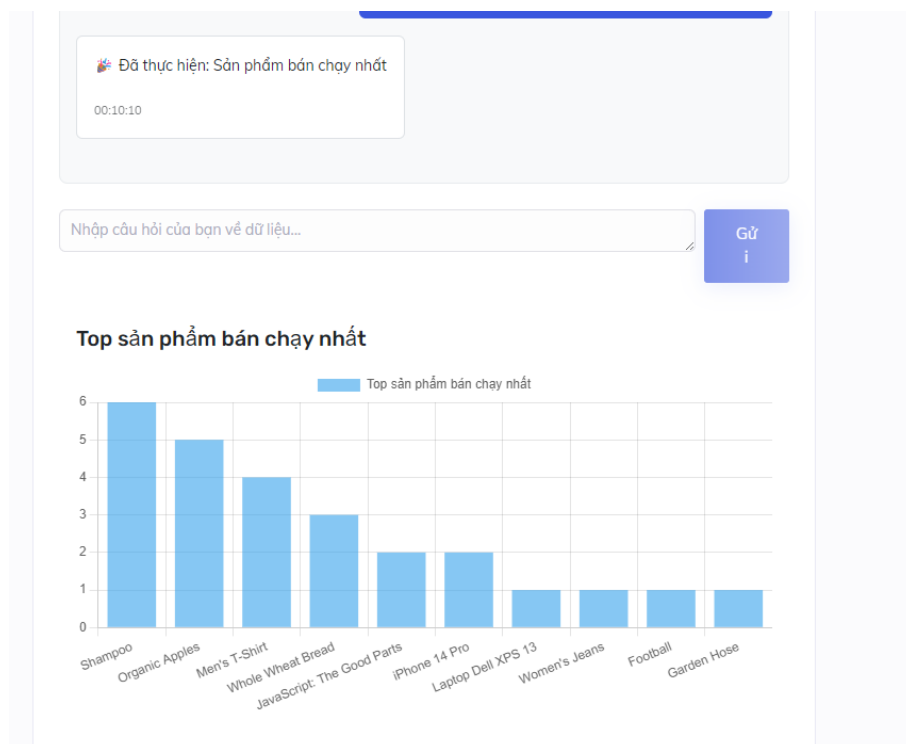 🎉 Đã thực hiện: Sản phẩm bán chạy nhất
00:10:10
Nhập câu hỏi của bạn về dữ liệu...
Gử
i
Top sản phẩm bán chạy nhất
Top sản phẩm bán chạy nhất
6
5
4
3
2
1
0
Shampoo
Organic Apples
Men's T-Shirt
Whole Wheat Bread
JavaScript: The Good Parts
iPhone 14 Pro
Laptop Dell XPS 13
Women's Jeans
Football
Garden Hose